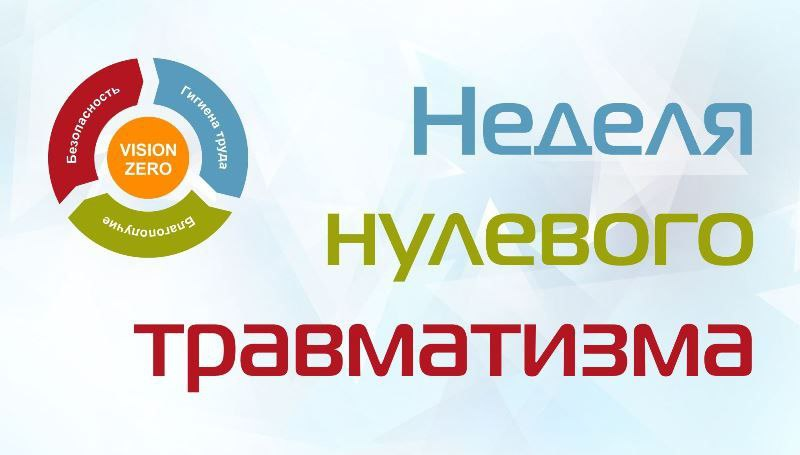 Безопасность
Гигиена труда
VISION
ZERO
Благополучие
Неделя
нулевого
травматизма